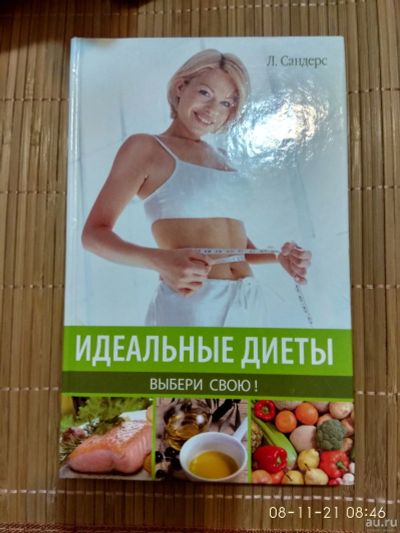 Л. Сандерс
ИДЕАЛЬНЫЕ ДИЕТЫ
ВЫБЕРИ СВОЮ!
08-11-21 08:46
au.ru